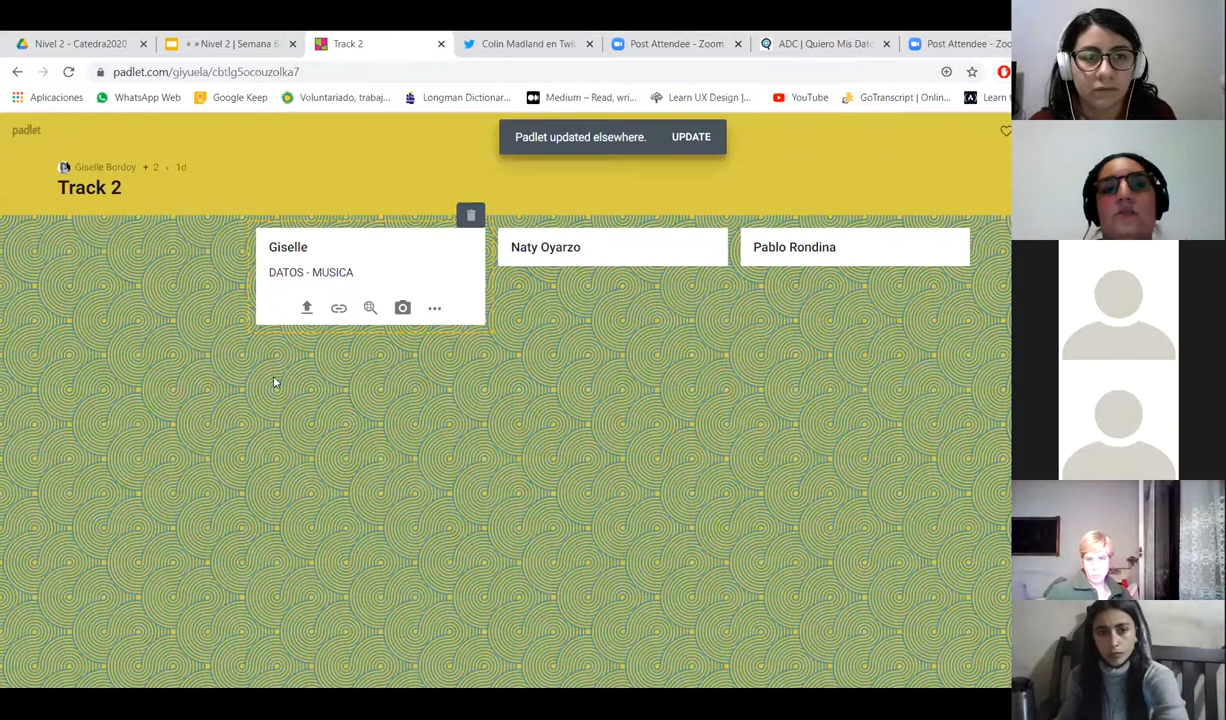 Nivel 2 - Catedra2020
⁎⁎Nivel 2 | Semana 6
Track 2
Colin Madland en Twi
Post Attendee - Zoom
ADC | Quiero Mis Dat
Post Attendee - Zoom
padlet.com/giyuela/cbtlg5ocouzolka7
Aplicaciones
WhatsApp Web
Google Keep
Voluntariado, trabaj...
Longman Dictionar...
Medium – Read, wri...
Learn UX Design |...
YouTube
GoTranscript | Onlin...
Learn t
padlet
Padlet updated elsewhere. UPDATE
Giselle Bordoy + 2 • 1d
Track 2
Giselle
DATOS - MUSICA
Naty Oyarzo
Pablo Rondina